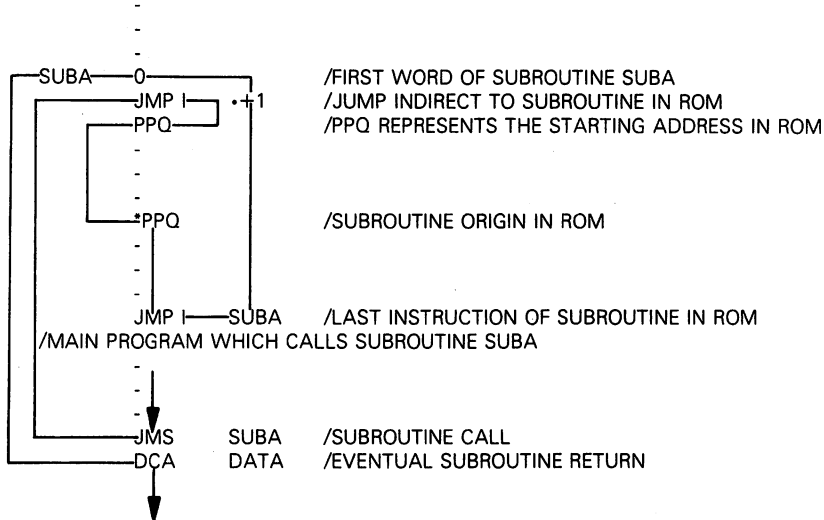 -
-
-
SUBA 0 /FIRST WORD OF SUBROUTINE SUBA
JMP I .+1 /JUMP INDIRECT TO SUBROUTINE IN ROM
PPQ /PPQ REPRESENTS THE STARTING ADDRESS IN ROM
-
-
-
*PPQ /SUBROUTINE ORIGIN IN ROM
-
-
-
JMP I SUBA /LAST INSTRUCTION OF SUBROUTINE IN ROM
/MAIN PROGRAM WHICH CALLS SUBROUTINE SUBA
-
-
-
JMS SUBA /SUBROUTINE CALL
DCA DATA /EVENTUAL SUBROUTINE RETURN